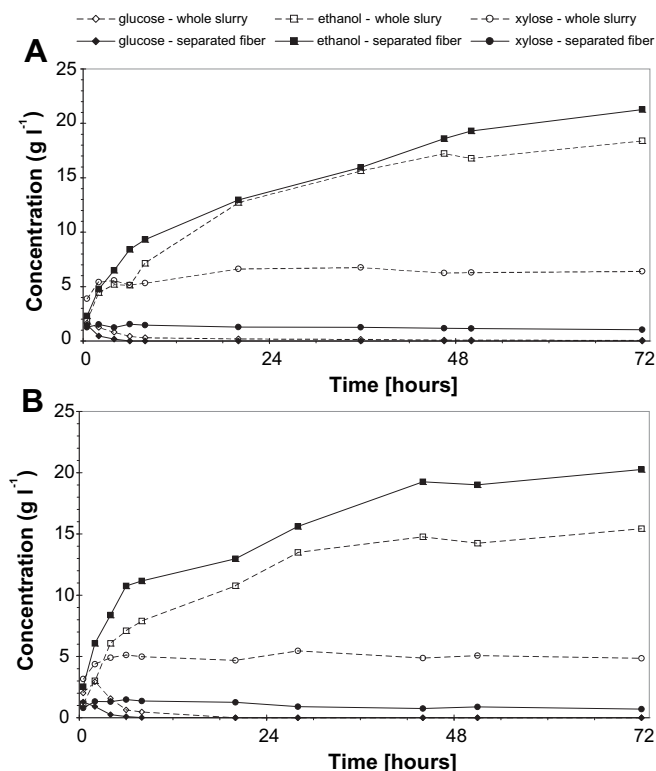 glucose - whole slurry ethanol - whole slury xylose - whole slurry
glucose - separated fiber ethanol - separated fiber xylose - separated fiber
A
25
20
15
10
5
0
Concentration (g l-1)
0 24 48 72
Time [hours]
B
25
20
15
10
5
0
Concentration (g l-1)
0 24 48 72
Time [hours]